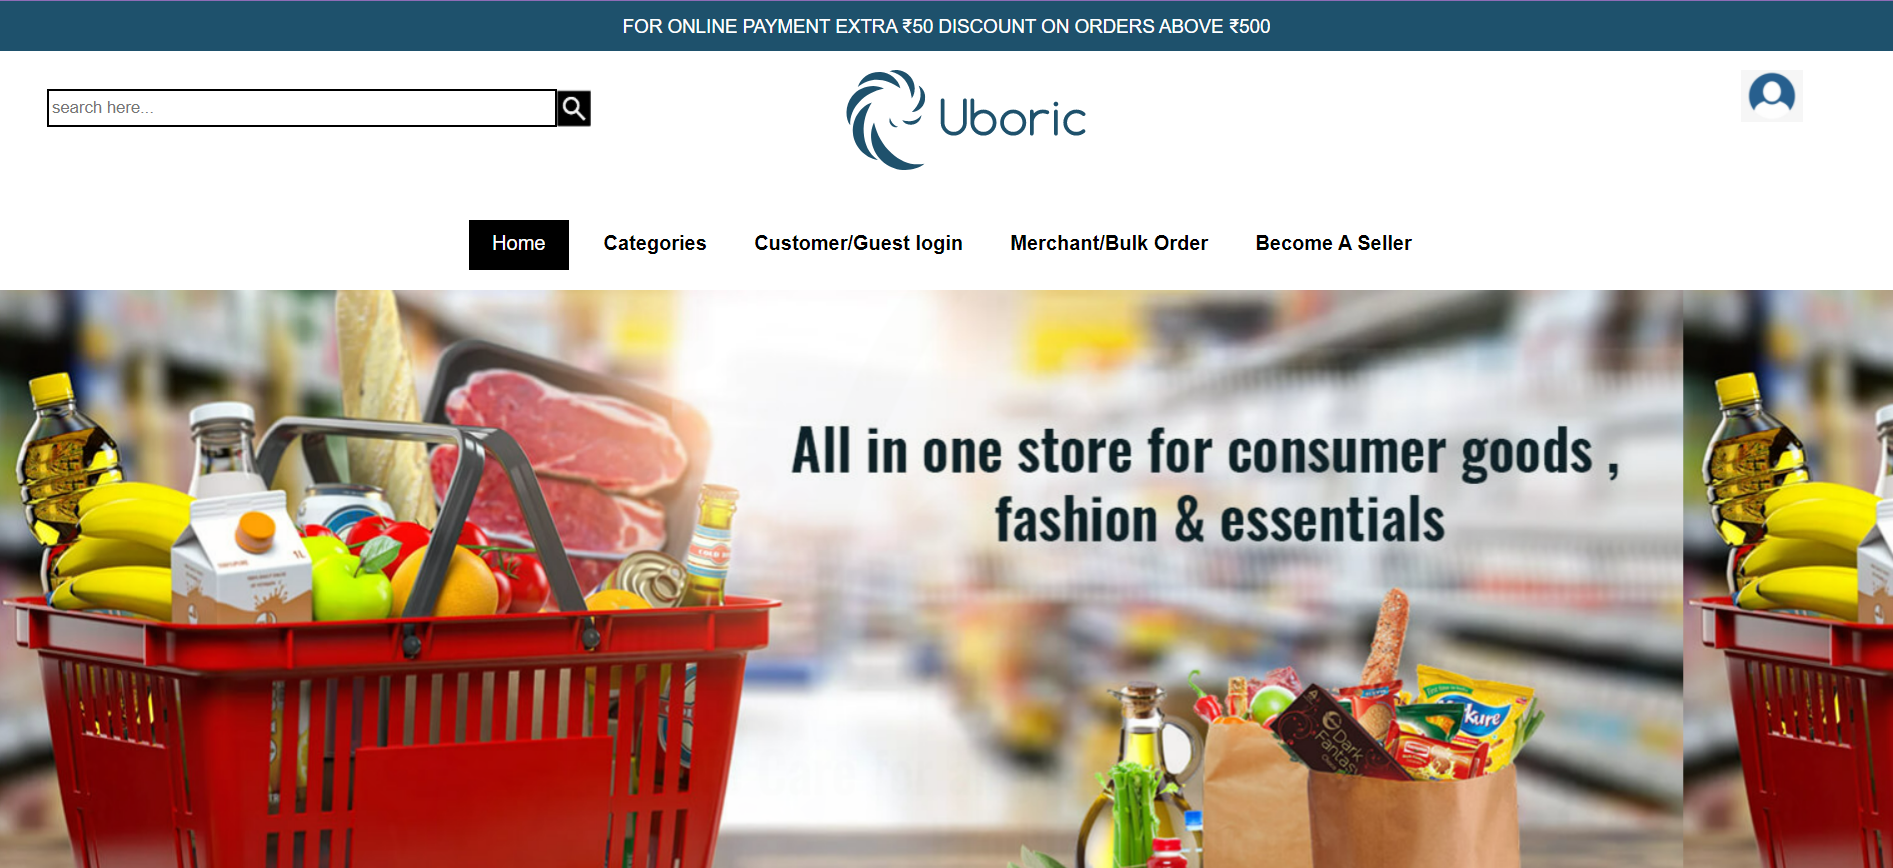 FOR ONLINE PAYMENT EXTRA ₹50 DISCOUNT ON ORDERS ABOVE ₹500
search here...
Uboric
Home
Categories
Customer/Guest login
Merchant/Bulk Order
Become A Seller
All in one store for consumer goods ,
fashion & essentials
1L
Dark
Fantasy